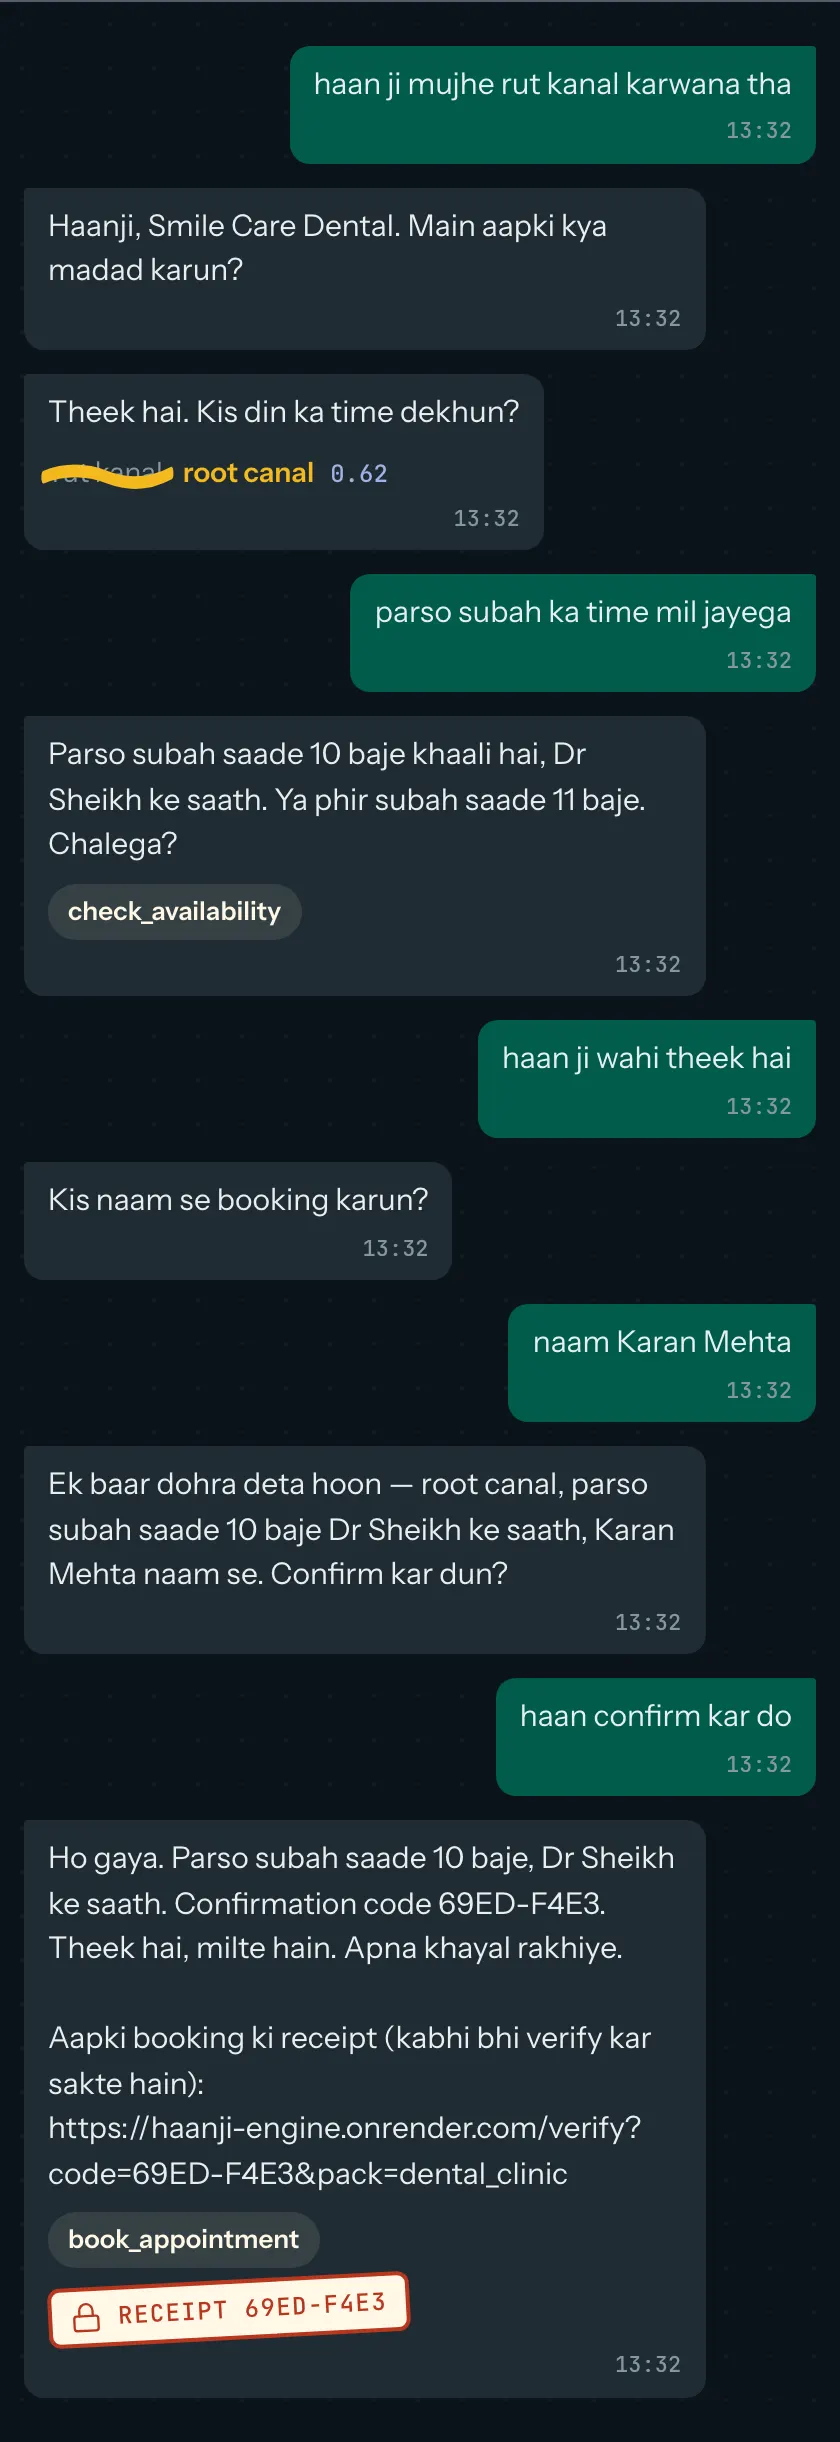 haan ji mujhe rut kanal karwana tha
13:32
Haanji, Smile Care Dental. Main aapki kya
madad karun?
13:32
Theek hai. Kis din ka time dekhun?
rut kanal root canal 0.62
13:32
parso subah ka time mil jayega
13:32
Parso subah saade 10 baje khaali hai, Dr
Sheikh ke saath. Ya phir subah saade 11 baje.
Chalega?
check_availability
13:32
haan ji wahi theek hai
13:32
Kis naam se booking karun?
13:32
naam Karan Mehta
13:32
Ek baar dohra deta hoon — root canal, parso
subah saade 10 baje Dr Sheikh ke saath, Karan
Mehta naam se. Confirm kar dun?
13:32
haan confirm kar do
13:32
Ho gaya. Parso subah saade 10 baje, Dr Sheikh
ke saath. Confirmation code 69ED-F4E3.
Theek hai, milte hain. Apna khayal rakhiye.
Aapki booking ki receipt (kabhi bhi verify kar
sakte hain):
https://haanji-engine.onrender.com/verify?
code=69ED-F4E3&pack=dental_clinic
book_appointment
RECEIPT 69ED-F4E3
13:32